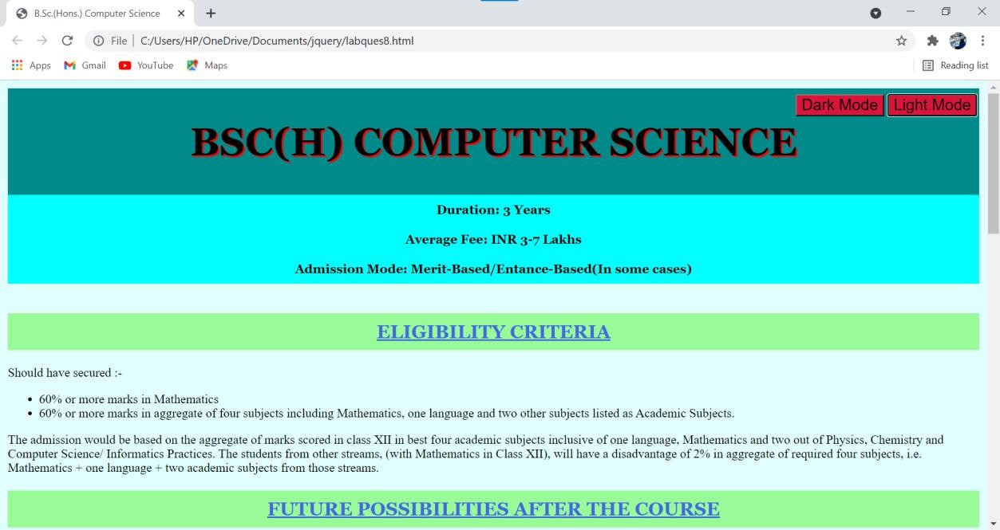 B.Sc.(Hons.) Computer Science
File | C:/Users/HP/OneDrive/Documents/jquery/labques8.html
Apps Gmail YouTube Maps Reading list
Dark Mode Light Mode
BSC(H) COMPUTER SCIENCE
Duration: 3 Years
Average Fee: INR 3-7 Lakhs
Admission Mode: Merit-Based/Entance-Based(In some cases)
ELIGIBILITY CRITERIA
Should have secured :-
• 60% or more marks in Mathematics
• 60% or more marks in aggregate of four subjects including Mathematics, one language and two other subjects listed as Academic Subjects.
The admission would be based on the aggregate of marks scored in class XII in best four academic subjects inclusive of one language, Mathematics and two out of Physics, Chemistry and
Computer Science/ Informatics Practices. The students from other streams, (with Mathematics in Class XII), will have a disadvantage of 2% in aggregate of required four subjects, i.e.
Mathematics + one language + two academic subjects from those streams.
FUTURE POSSIBILITIES AFTER THE COURSE